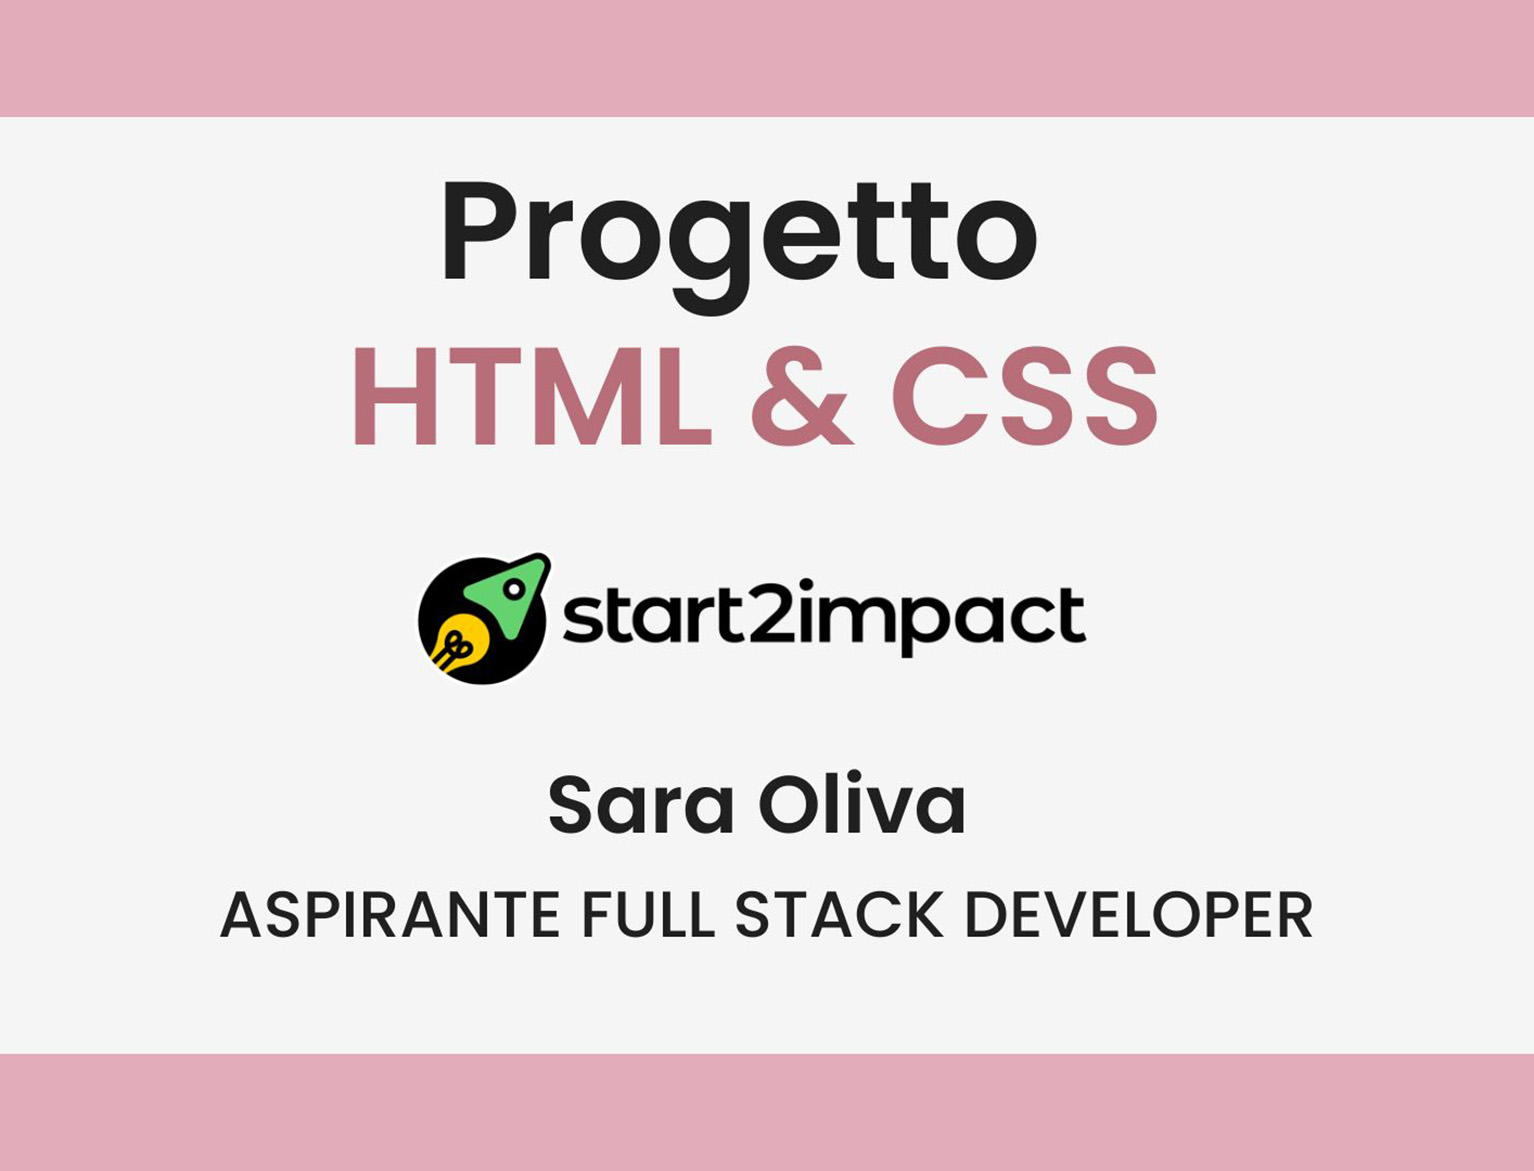 Progetto
HTML & CSS
start2impact
Sara Oliva
ASPIRANTE FULL STACK DEVELOPER